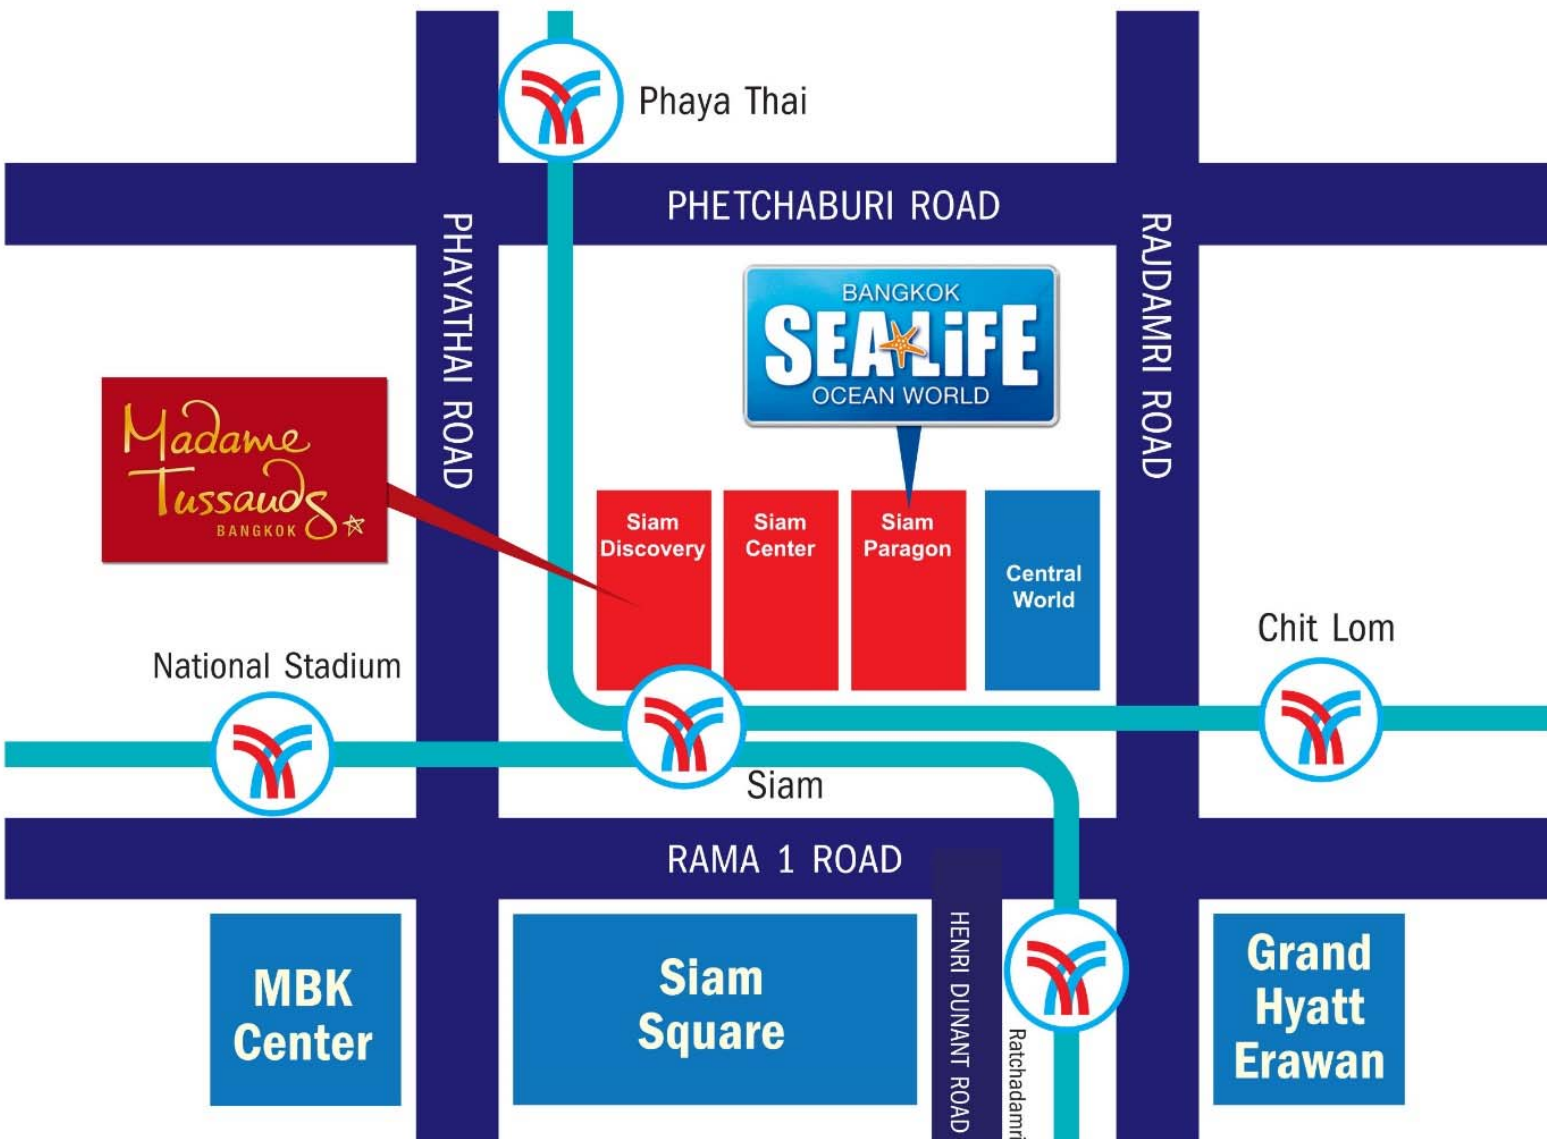 Phaya Thai
PHETCHABURI ROAD
PHAYATHAI ROAD
RAJDAMRI ROAD
BANGKOK
SEA LiFE
OCEAN WORLD
Madame
Tussauds
BANGKOK
Siam
Discovery
Siam
Center
Siam
Paragon
Central
World
Chit Lom
National Stadium
Siam
RAMA 1 ROAD
MBK
Center
Siam
Square
HENRI DUNANT ROAD
Ratchadamri
Grand
Hyatt
Erawan